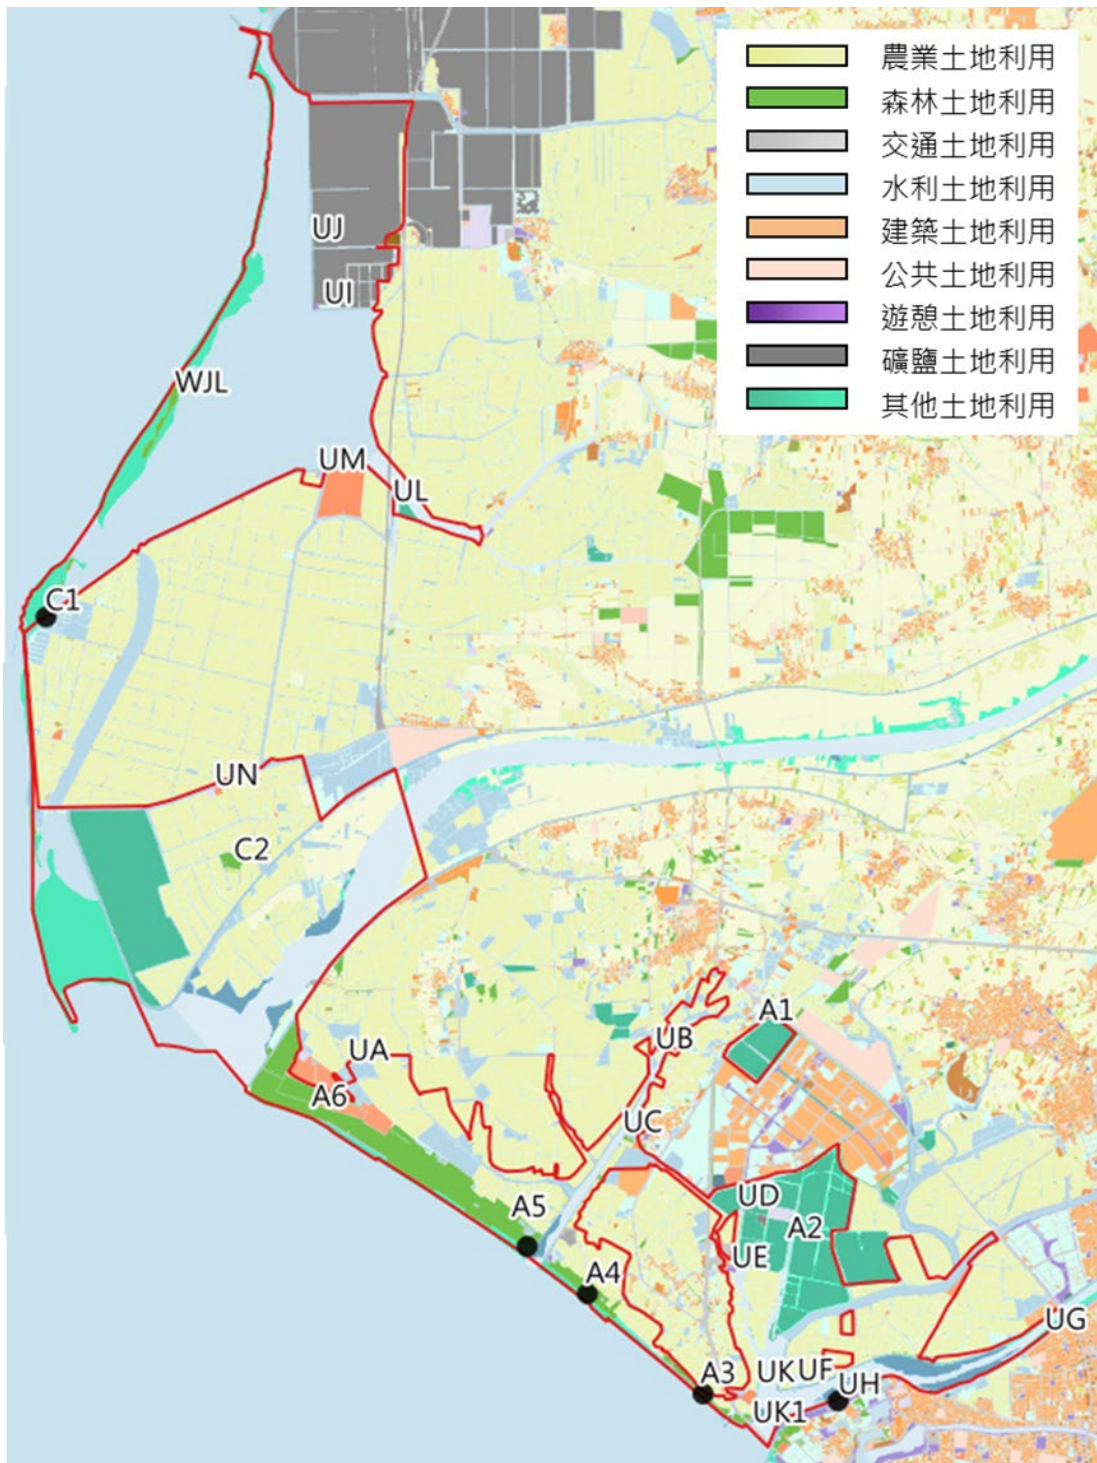 農業土地利用
森林土地利用
交通土地利用
水利土地利用
建築土地利用
公共土地利用
遊憩土地利用
礦鹽土地利用
其他土地利用
UJ
UI
WJL
UM
UL
C1
UN
C2
A1
UB
UA
A6
UC
UD
A5
A2
UE
A4
UG
A3
UK
UF
UH
UK1